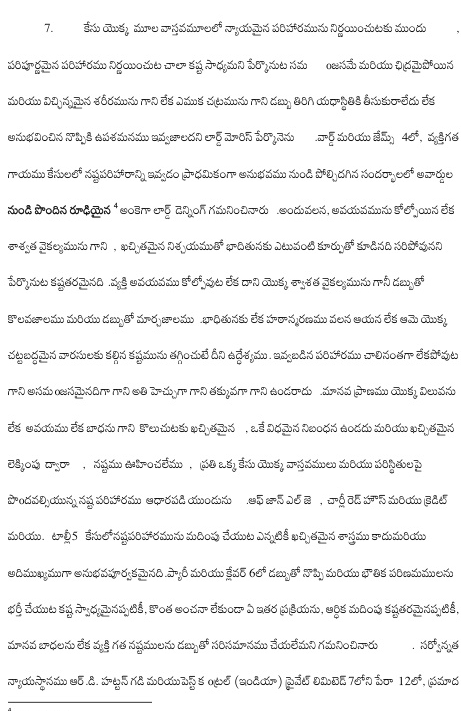 7. కేసు యొక్క మూల వాస్తవమూలలో న్యాయమైన పరిహారమును నిర్ణయించుటకు ముందు ,
పరిపూర్ణమైన పరిహారము నిర్ణయించుట చాలా కష్ట సాధ్యమని పేర్కొనుట సమ ంజసమే మరియు ఛిద్రమైపోయిన
మరియు విచ్ఛిన్నమైన శరీరమును గాని లేక ఎముక చట్రమును గాని డబ్బు తిరిగి యధాస్థితికి తీసుకురాలేదు లేక
అనుభవించిన నొప్పికి ఉపశమనము ఇవ్వజాలదని లార్డ్ మోరిస్ పేర్కొనెను .వార్డ్ మరియు జేమ్స్ 4లో, వ్యక్తిగత
గాయము కేసులలో నష్టపరిహారాన్ని ఇవ్వడం ప్రాధమికంగా అనుభవము నుండి పోల్చిదగిన సందర్భాలలో అవార్డుల
నుండి పొందిన రూఢియైన 4 అంకెగా లార్డ్ డెన్నింగ్ గమనించినారు .అందువలన, అవయవమును కోల్పోయిన లేక
శాశ్వత వైకల్యమును గాని , ఖచ్చితమైన నిశ్చయముతో భాదితునకు ఎటువంటి కూర్పుతో కూడినది సరిపోవునని
పేర్కొనుట కష్టతరమైనది .వ్యక్తి అవయవము కోల్పోవుట లేక దాని యొక్క శ్వాశత వైకల్యమును గానీ డబ్బుతో
కొలవజాలము మరియు డబ్బుతో మార్చజాలము .భాధితునకు లేక హఠాన్మరణము వలన ఆయన లేక ఆమె యొక్క
చట్టబద్ధమైన వారసులకు కల్గిన కష్టమును తగ్గించుటే దీని ఉద్దేశ్యము. ఇవ్వబడిన పరిహారము చాలినంతగా లేకపోవుట
గాని అసమ ంజసమైనదిగా గాని అతి హెచ్చుగా గాని తక్కువగా గాని ఉండరాదు .మానవ ప్రాణము యొక్క విలువను
లేక అవయము లేక బాధను గాని కొలుచుటకు ఖచ్చితమైన , ఒకే విధమైన నిబంధన ఉండదు మరియు ఖచ్చితమైన
లెక్కింపు ద్వారా , నష్టము ఊహించలేము , ప్రతి ఒక్క కేసు యొక్క వాస్తవములు మరియు పరిస్థితులపై
పొందవల్సియున్న నష్ట పరిహారము ఆధారపడి యుండును .ఆఫ్ జాన్ ఎల్ జె , చార్లీ రెడ్ హౌస్ మరియు క్రెడిట్
మరియు. టాల్లీ5 కేసులోనష్టపరిహారమును మదింపు చేయుట ఎన్నటికీ ఖచ్చితమైన శాస్త్రము కాదుమరియు
అదిముఖ్యముగా అనుభవపూర్వకమైనది.ప్యారీ మరియు క్లేవర్ 6లో డబ్బుతో నొప్పి మరియు భౌతిక పరిణమములను
భర్తీ చేయుట కష్ట స్వాధ్యమైనప్పటికీ, కొంత అంచనా లేకుండా ఏ ఇతర ప్రక్రియను, ఆర్ధిక మదింపు కష్టతరమైనప్పటికీ,
మానవ బాధలను లేక వ్యక్తి గత నష్టములను డబ్బుతో సరిసమానము చేయలేమని గమనించినారు . సర్వోన్నత
న్యాయస్థానము ఆర్ .డి. హట్టన్ గడి మరియుపెస్ట్ క ంట్రల్ (ఇండియా) ప్రైవేట్ లిమిటెడ్ 7లోని పేరా 12లో, ప్రమాద
4